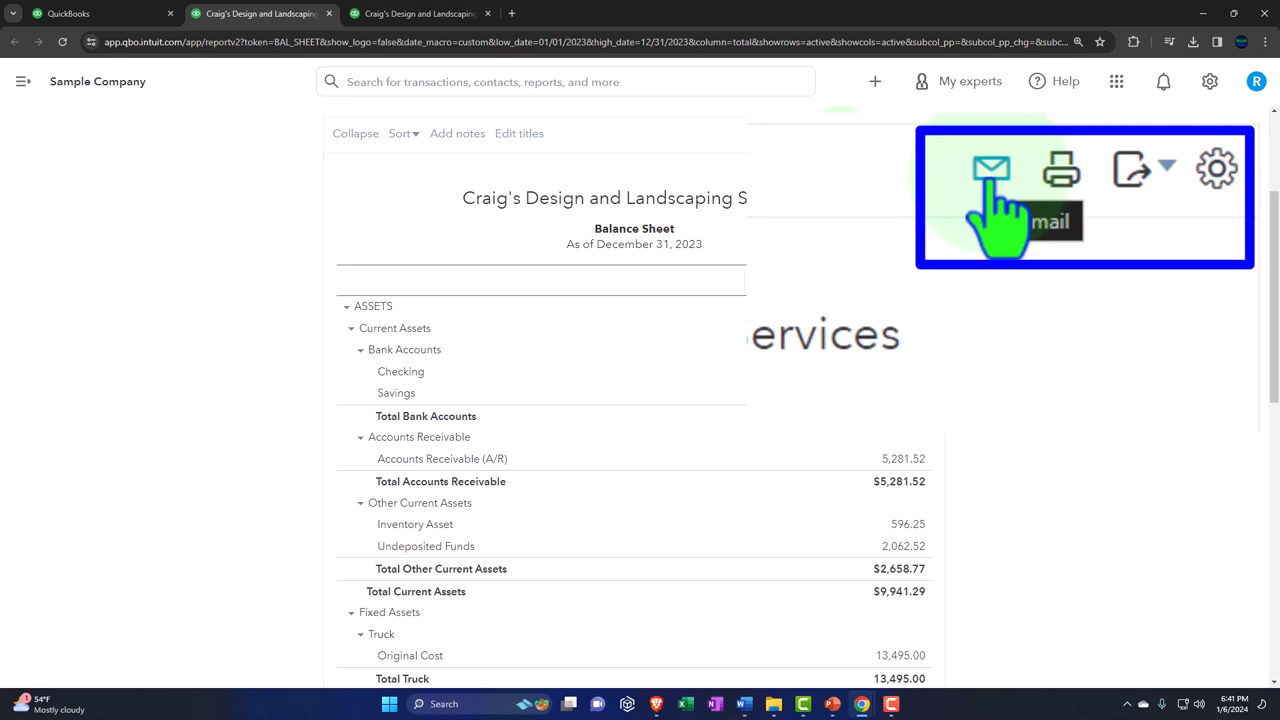 QuickBooks
Craig's Design and Landscaping
Craig's Design and Landscaping
app.qbo.intuit.com/app/reportv2?token=BAL_SHEET&show_logo=false&date_macro=custom&low_date=01/01/2023&high_date=12/31/2023&column=total&showrows=active&showcols=active&subcol_pp=&subcol_pp_chg=&subc...
Sample Company
Search for transactions, contacts, reports, and more
My experts
Help
R
Collapse Sort Add notes Edit titles
mail
Craig's Design and Landscaping S
ervices
Balance Sheet
As of December 31, 2023
ASSETS
Current Assets
Bank Accounts
Checking
Savings
Total Bank Accounts
Accounts Receivable
Accounts Receivable (A/R) 5,281.52
Total Accounts Receivable $5,281.52
Other Current Assets
Inventory Asset 596.25
Undeposited Funds 2,062.52
Total Other Current Assets $2,658.77
Total Current Assets $9,941.29
Fixed Assets
Truck
Original Cost 13,495.00
Total Truck 13,495.00
54°F
Mostly cloudy
Search
6:41 PM
1/6/2024